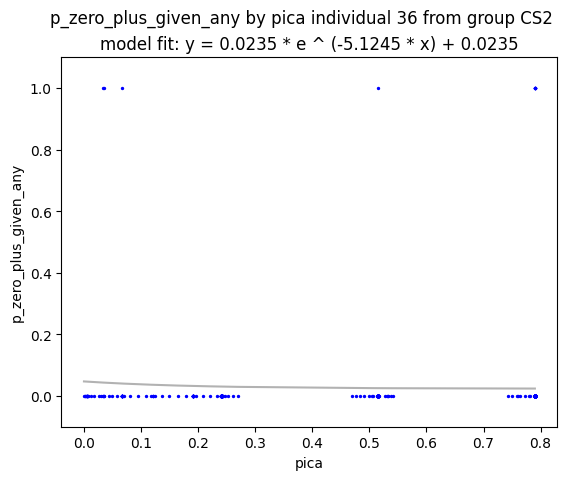 p_zero_plus_given_any by pica individual 36 from group CS2
model fit: y = 0.0235 * e ^ (-5.1245 * x) + 0.0235
p_zero_plus_given_any
1.0
0.8
0.6
0.4
0.2
0.0
0.0 0.1 0.2 0.3 0.4 0.5 0.6 0.7 0.8
pica